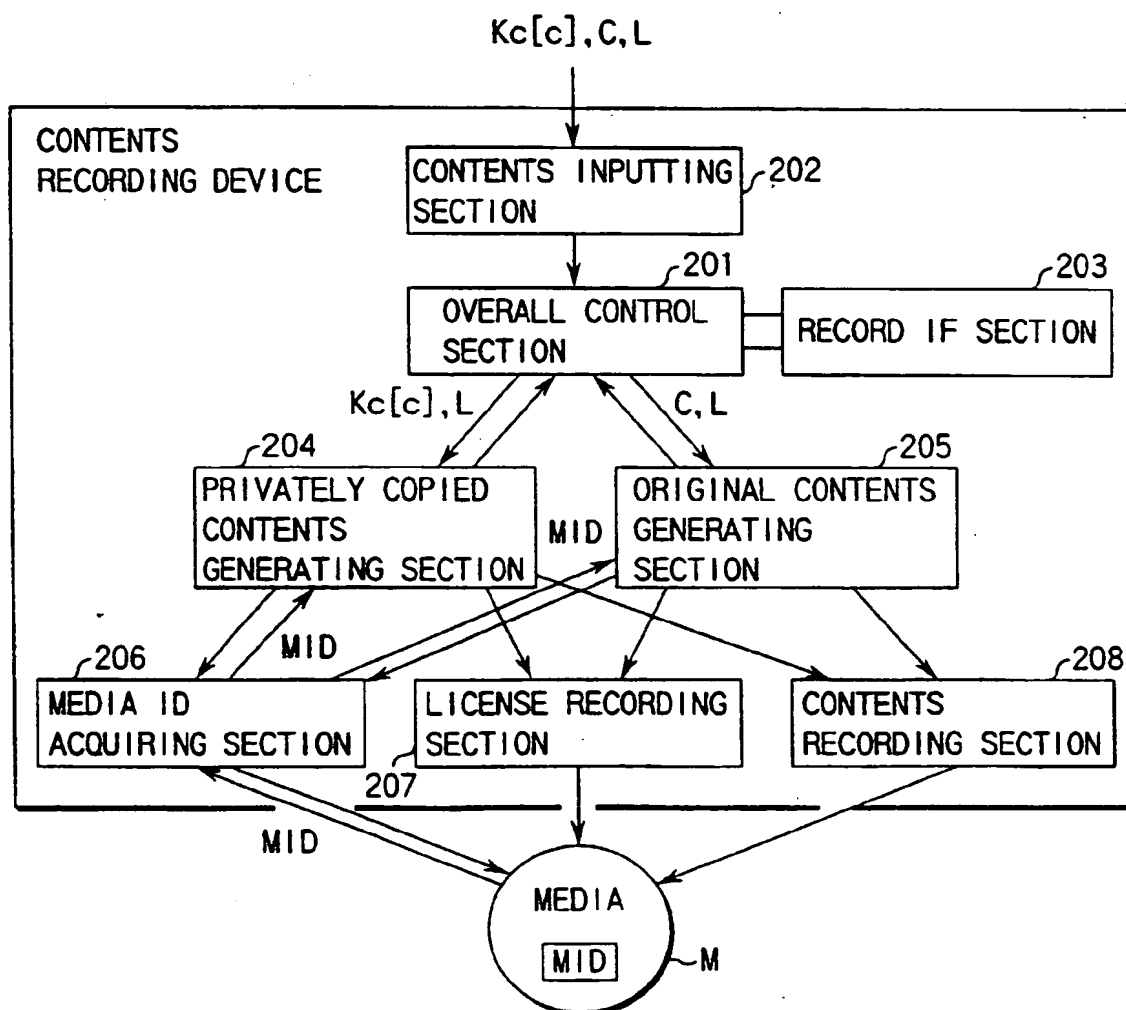 Kc[c],C,L
CONTENTS
RECORDING DEVICE
CONTENTS INPUTTING
SECTION
202
201
OVERALL CONTROL
SECTION
203
RECORD IF SECTION
Kc[c],L
C,L
204
PRIVATELY COPIED
CONTENTS
GENERATING SECTION
205
ORIGINAL CONTENTS
GENERATING
SECTION
MID
MID
206
MEDIA ID
ACQUIRING SECTION
LICENSE RECORDING
SECTION
207
208
CONTENTS
RECORDING SECTION
MID
MEDIA
MID
M